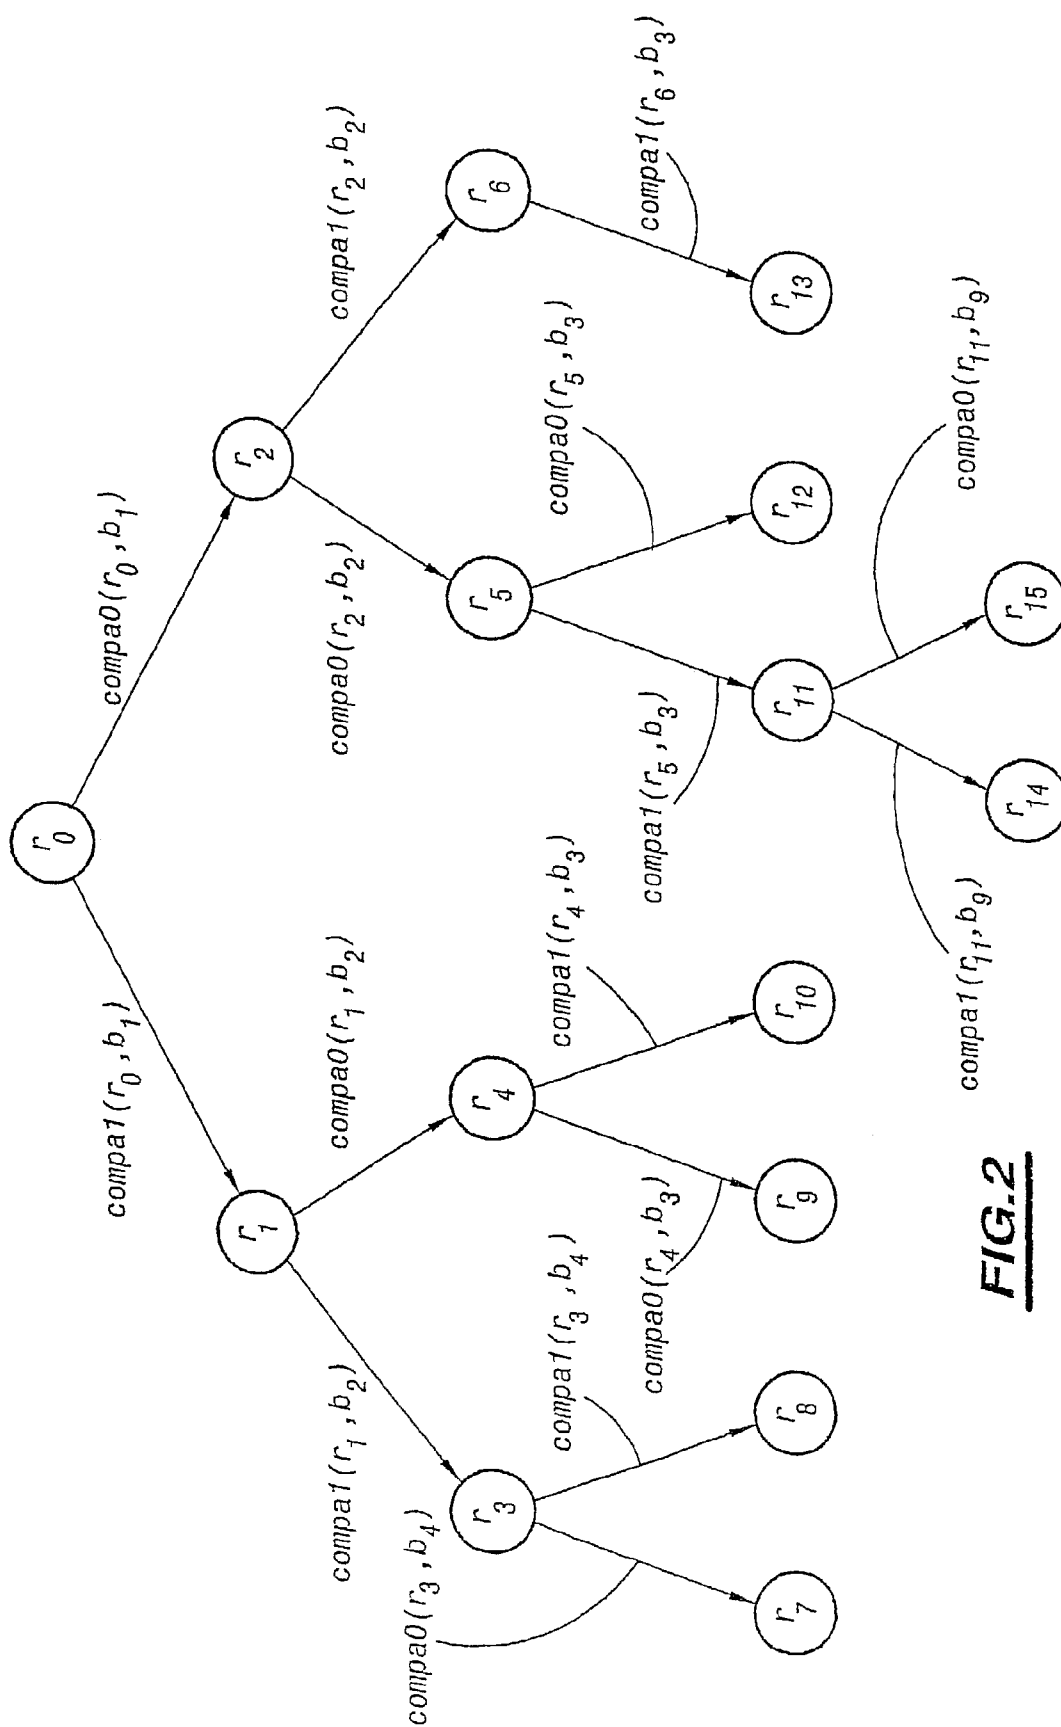 r0
compa1(r0,b1)
compa0(r0,b1)
r1
r2
compa1(r1,b2)
compa0(r1,b2)
compa0(r2,b2)
compa1(r2,b2)
r3
r4
r5
r6
compa0(r3,b4)
compa1(r3,b4)
compa0(r4,b3)
compa1(r4,b3)
compa1(r5,b3)
compa0(r5,b3)
compa1(r6,b3)
r7
r8
r9
r10
r11
r12
r13
compa1(r11,b9)
compa0(r11,b9)
r14
r15
FIG.2